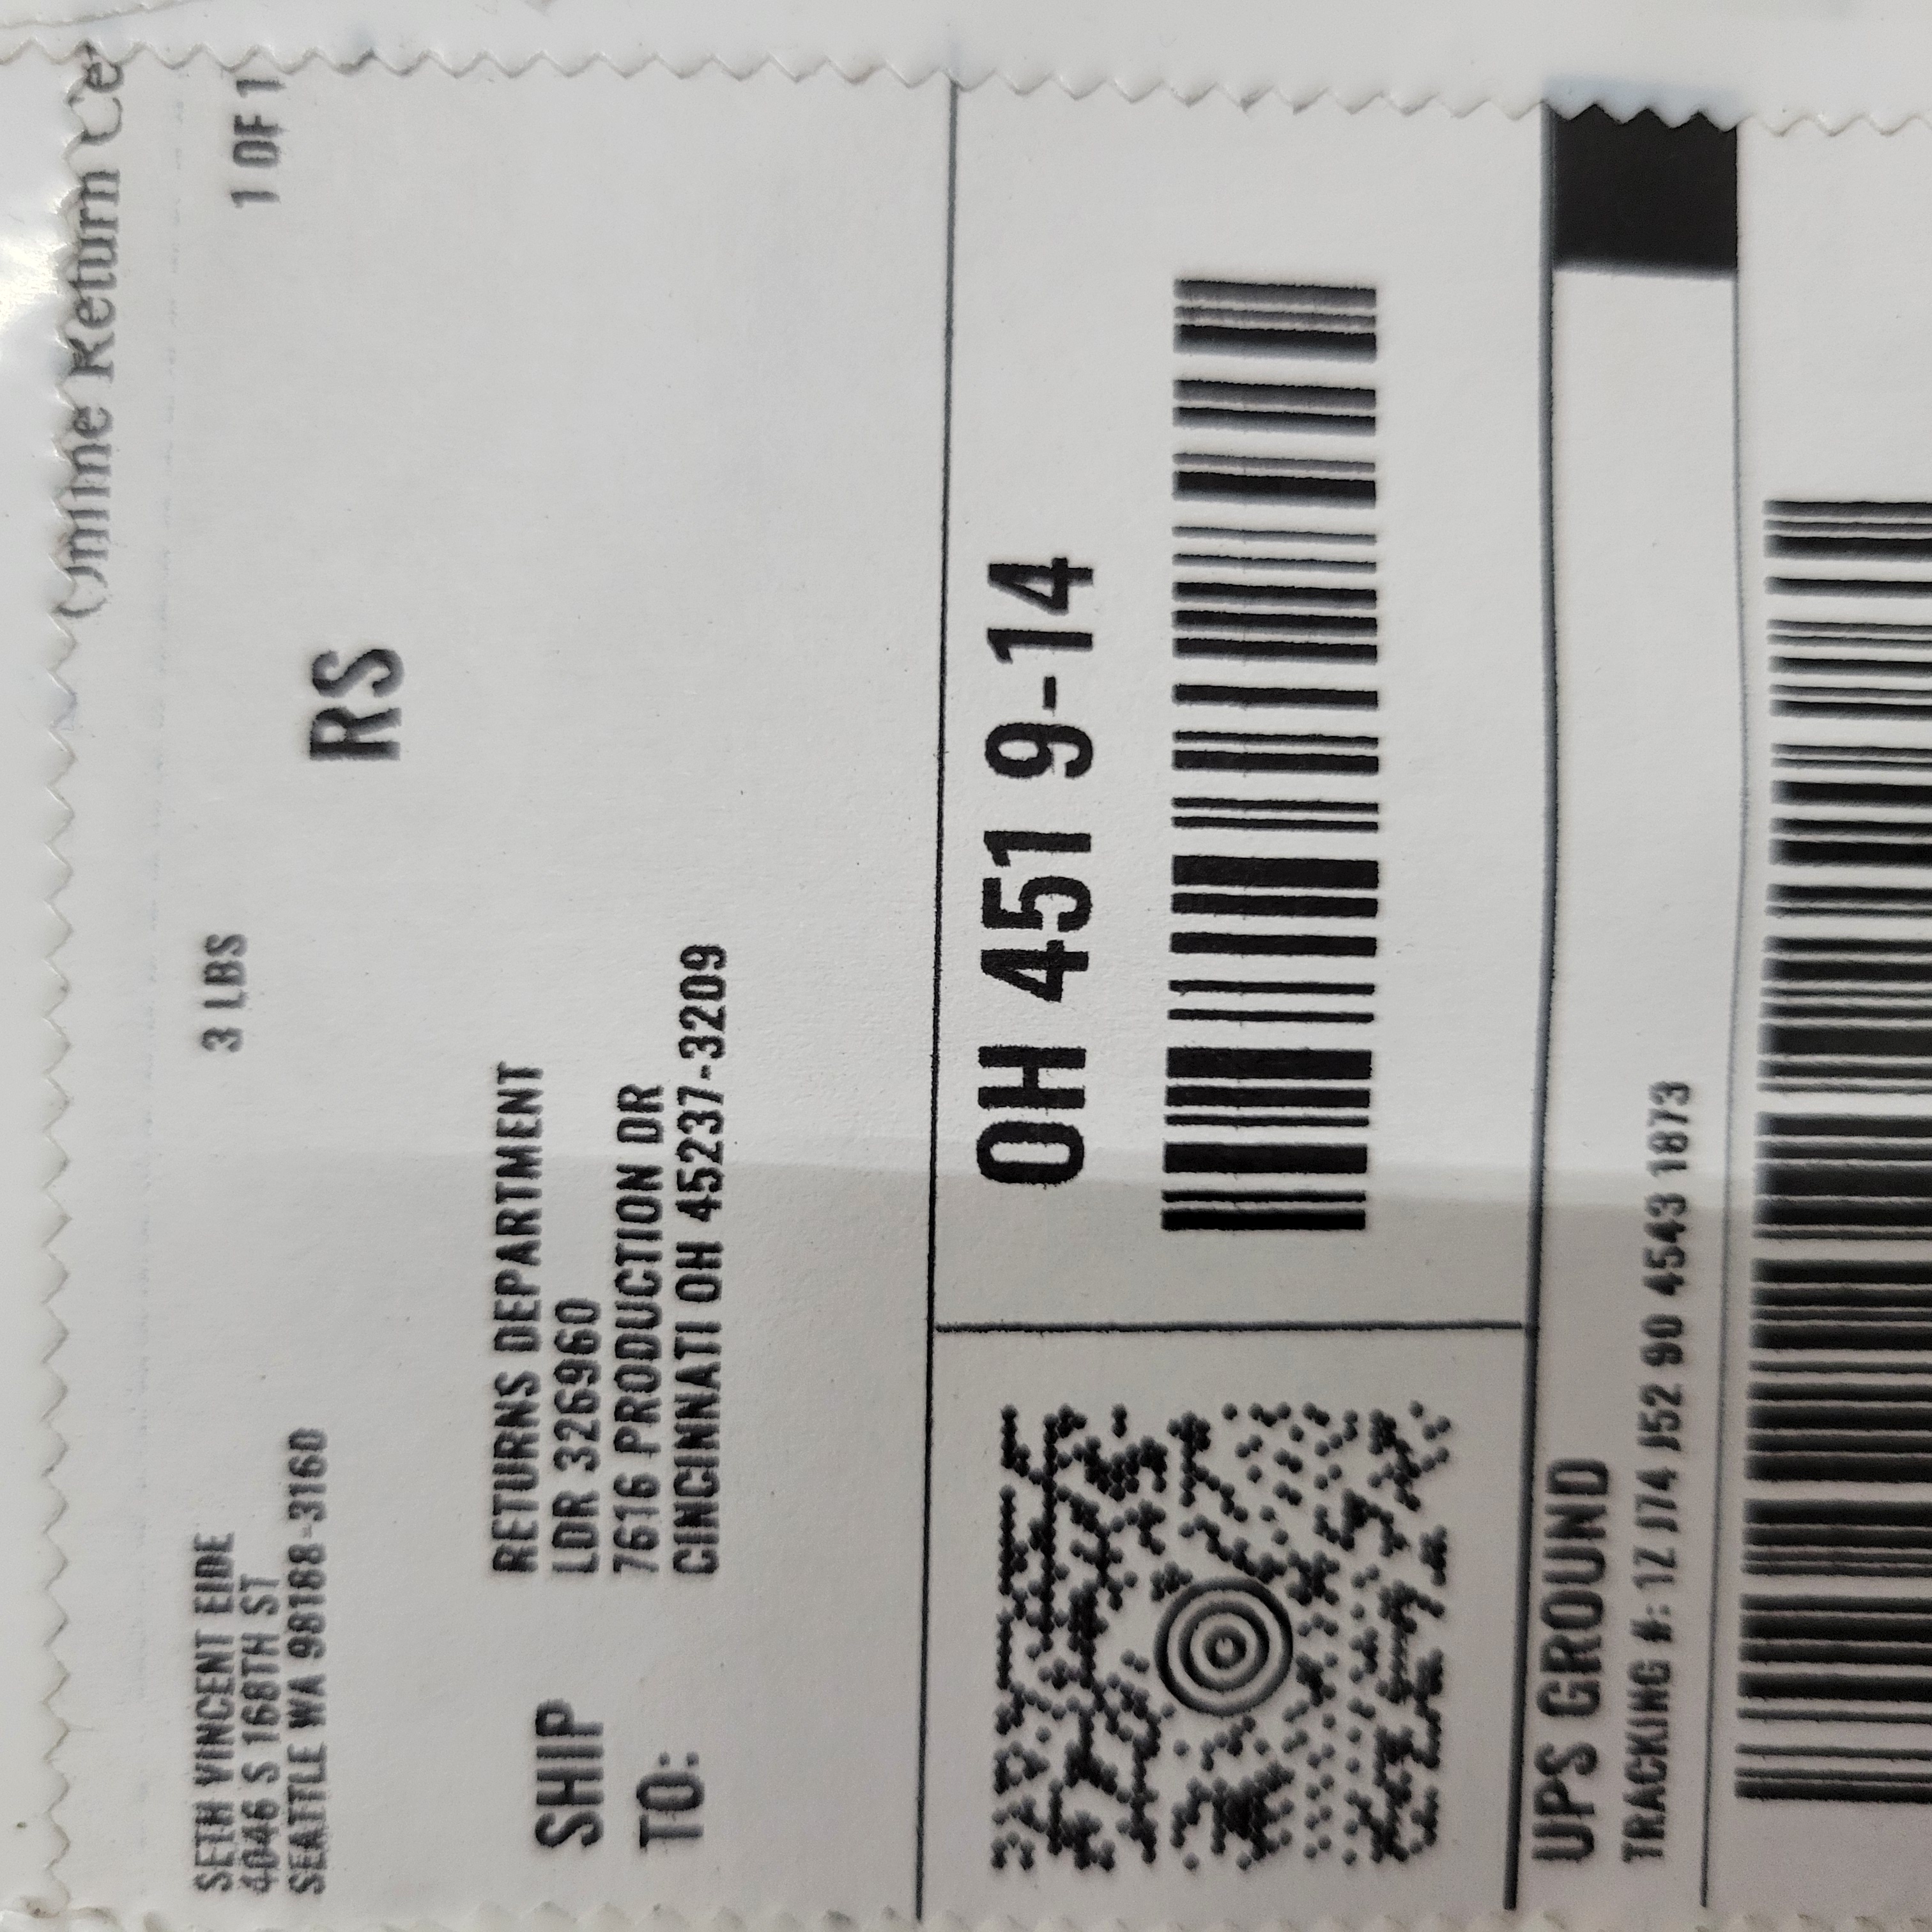 Online Return Ce
SETH VINCENT EIDE
4046 S 168TH ST
SEATTLE WA 98188-3160
3 LBS
1 OF 1
RS
SHIP
TO:
RETURNS DEPARTMENT
LDR 326960
7616 PRODUCTION DR
CINCINNATI OH 45237-3209
OH 451 9-14
UPS GROUND
TRACKING #: 1Z J74 J52 90 4543 1873